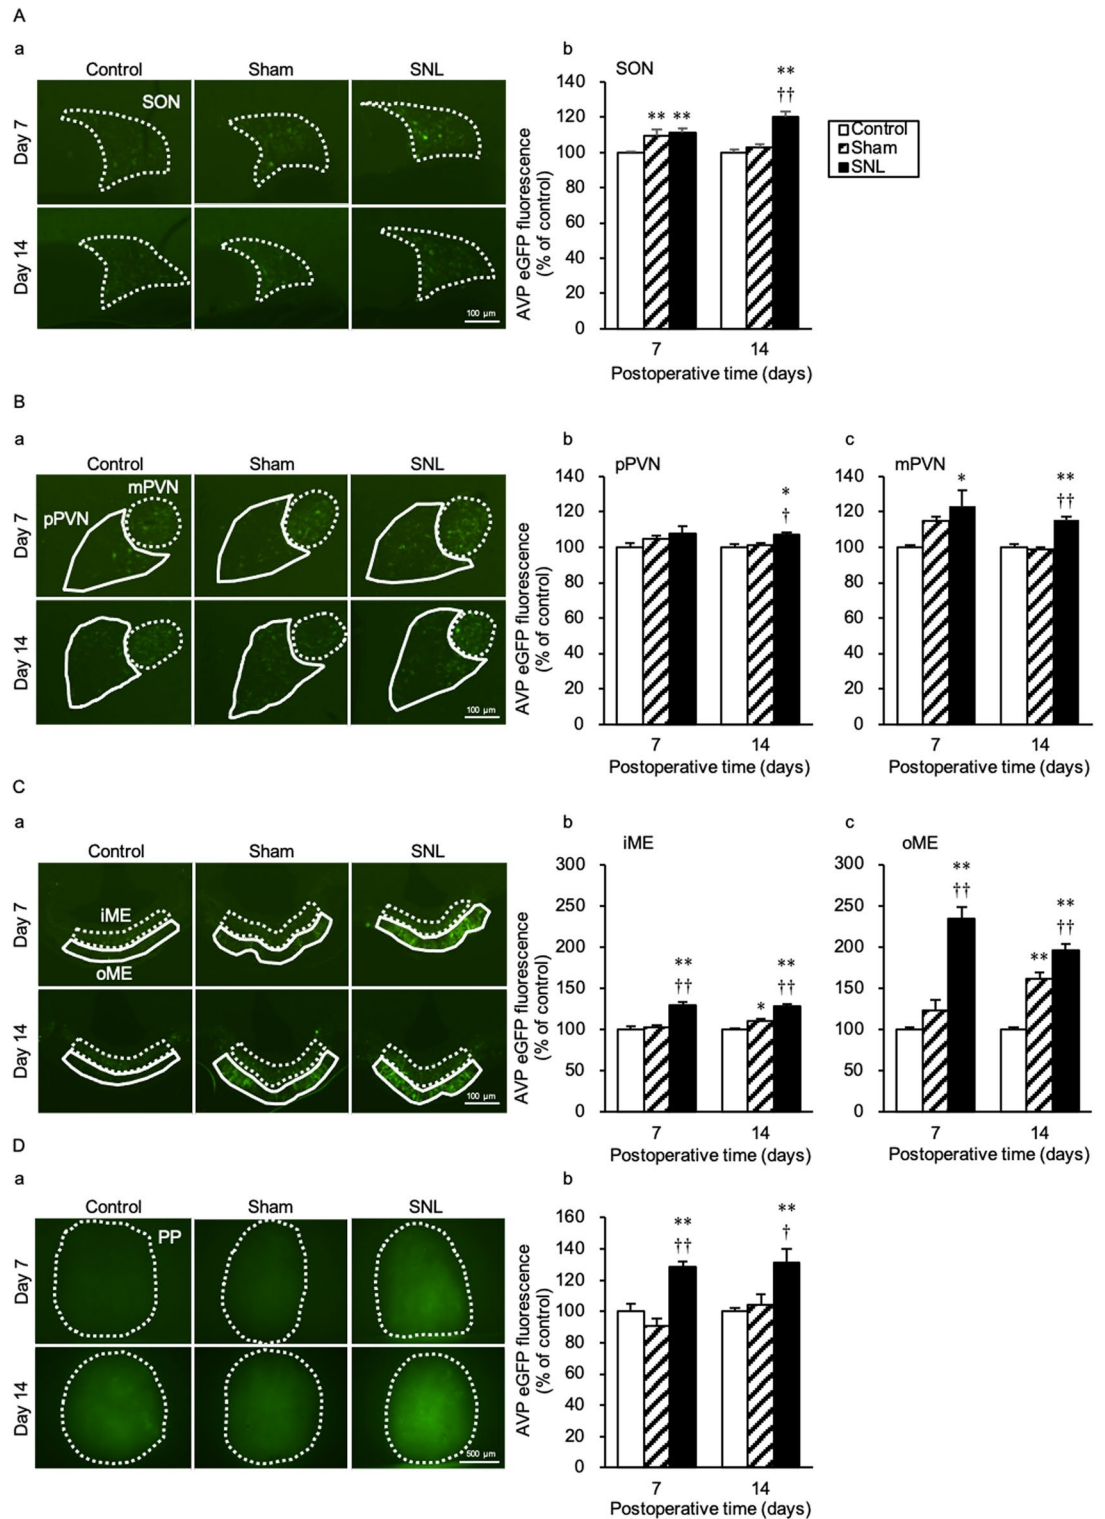 A
a
Control Sham SNL
Day 7
SON
Day 14
100 µm
b
SON
AVP eGFP fluorescence
(% of control)
140
120
100
80
60
40
20
0
** **
**
††
7 14
Postoperative time (days)
Control
Sham
SNL
B
a
Control Sham SNL
Day 7
mPVN
pPVN
Day 14
100 µm
b
pPVN
AVP eGFP fluorescence
(% of control)
140
120
100
80
60
40
20
0
*
†
7 14
Postoperative time (days)
c
mPVN
140
120
100
80
60
40
20
0
*
**
††
7 14
Postoperative time (days)
C
a
Control Sham SNL
Day 7
iME
oME
Day 14
100 µm
b
iME
AVP eGFP fluorescence
(% of control)
300
250
200
150
100
50
0
**
††
*
**
††
7 14
Postoperative time (days)
c
oME
300
250
200
150
100
50
0
**
††
**
**
††
7 14
Postoperative time (days)
D
a
Control Sham SNL
Day 7
PP
Day 14
500 µm
b
AVP eGFP fluorescence
(% of control)
160
140
120
100
80
60
40
20
0
**
††
**
†
7 14
Postoperative time (days)